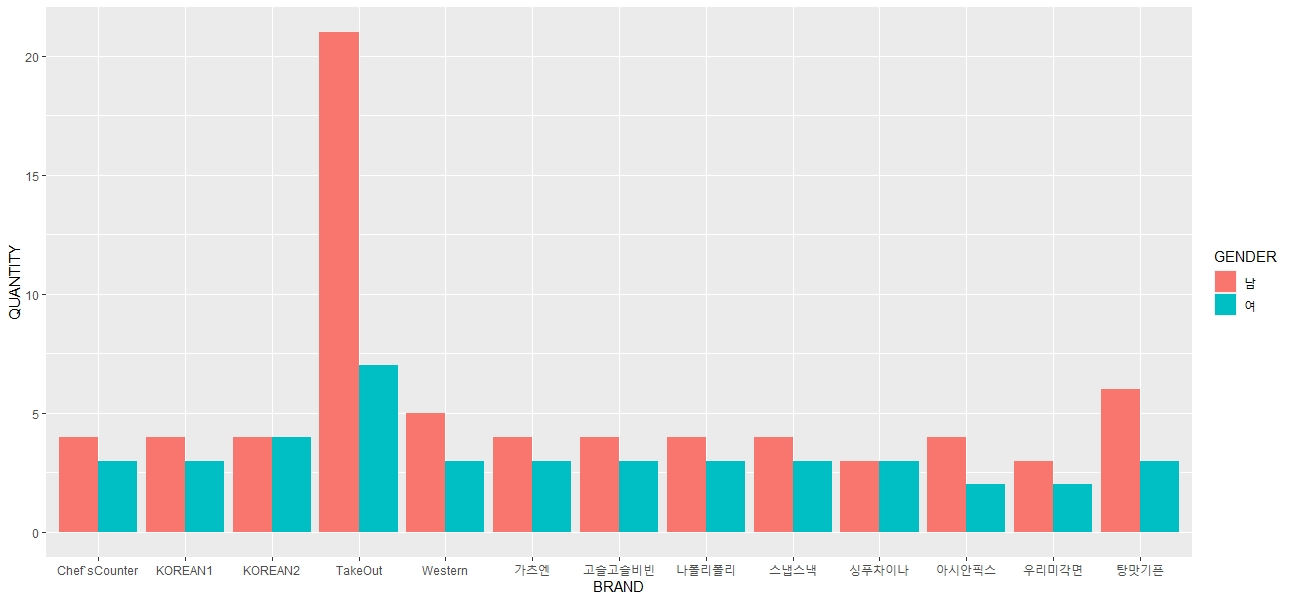 QUANTITY
20
15
10
5
0
Chef'sCounter KOREAN1 KOREAN2 TakeOut Western 가츠엔 고슬고슬비빈 나폴리폴리 스냅스낵 싱푸차이나 아시안픽스 우리미각면 탕맛기픈
BRAND
GENDER
남
여